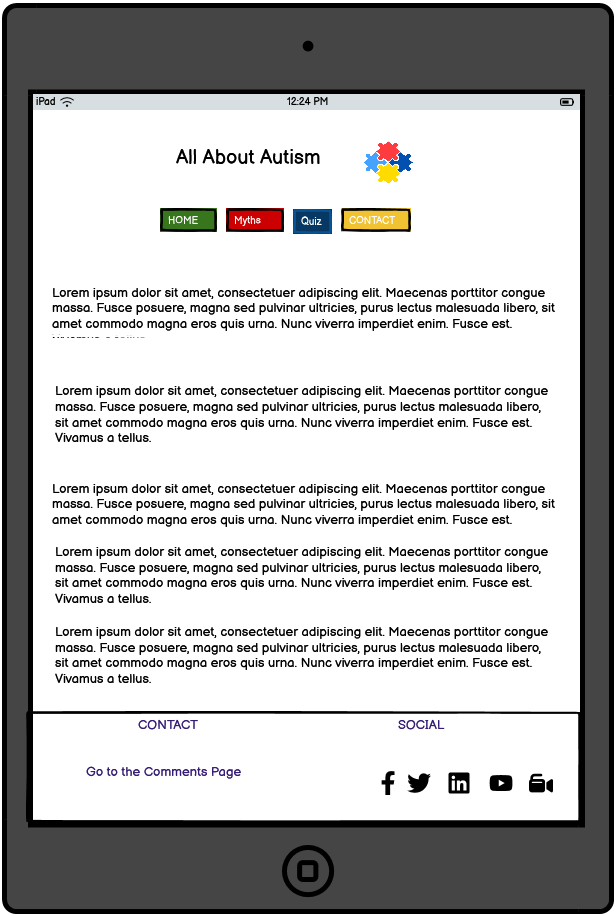 iPad 12:24 PM
All About Autism
HOME Myths Quiz CONTACT
Lorem ipsum dolor sit amet, consectetuer adipiscing elit. Maecenas porttitor congue
massa. Fusce posuere, magna sed pulvinar ultricies, purus lectus malesuada libero, sit
amet commodo magna eros quis urna. Nunc viverra imperdiet enim. Fusce est.
Lorem ipsum dolor sit amet, consectetuer adipiscing elit. Maecenas porttitor congue
massa. Fusce posuere, magna sed pulvinar ultricies, purus lectus malesuada libero,
sit amet commodo magna eros quis urna. Nunc viverra imperdiet enim. Fusce est.
Vivamus a tellus.
Lorem ipsum dolor sit amet, consectetuer adipiscing elit. Maecenas porttitor congue
massa. Fusce posuere, magna sed pulvinar ultricies, purus lectus malesuada libero, sit
amet commodo magna eros quis urna. Nunc viverra imperdiet enim. Fusce est.
Lorem ipsum dolor sit amet, consectetuer adipiscing elit. Maecenas porttitor congue
massa. Fusce posuere, magna sed pulvinar ultricies, purus lectus malesuada libero,
sit amet commodo magna eros quis urna. Nunc viverra imperdiet enim. Fusce est.
Vivamus a tellus.
Lorem ipsum dolor sit amet, consectetuer adipiscing elit. Maecenas porttitor congue
massa. Fusce posuere, magna sed pulvinar ultricies, purus lectus malesuada libero,
sit amet commodo magna eros quis urna. Nunc viverra imperdiet enim. Fusce est.
Vivamus a tellus.
CONTACT SOCIAL
Go to the Comments Page